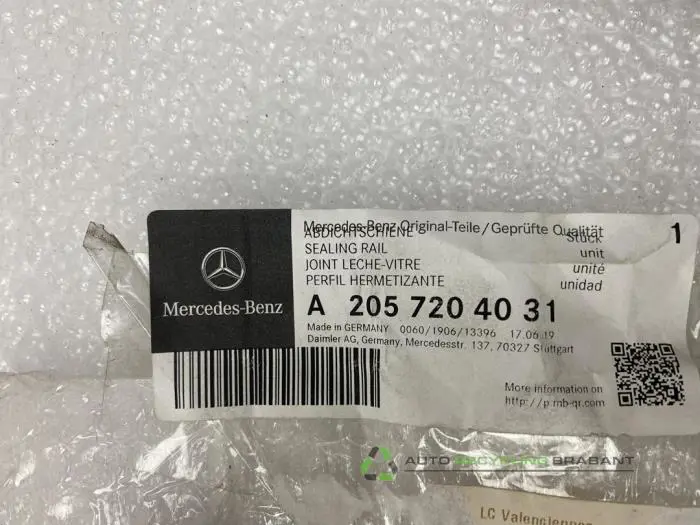 Mercedes-Benz Original-Teile/Geprüfte Qualität
ABDICHTSCHIENE Stück 1
SEALING RAIL unit
JOINT LECHE-VITRE unité
PERFIL HERMETIZANTE unidad
Mercedes-Benz
A 205 720 40 31
Made in GERMANY 0060/1906/13396 17.06.19
Daimler AG, Germany, Mercedesstr. 137, 70327 Stuttgart
More information on
http://p.mb-qr.com
AUTO RECYCLING BRABANT
LC Valenciennes